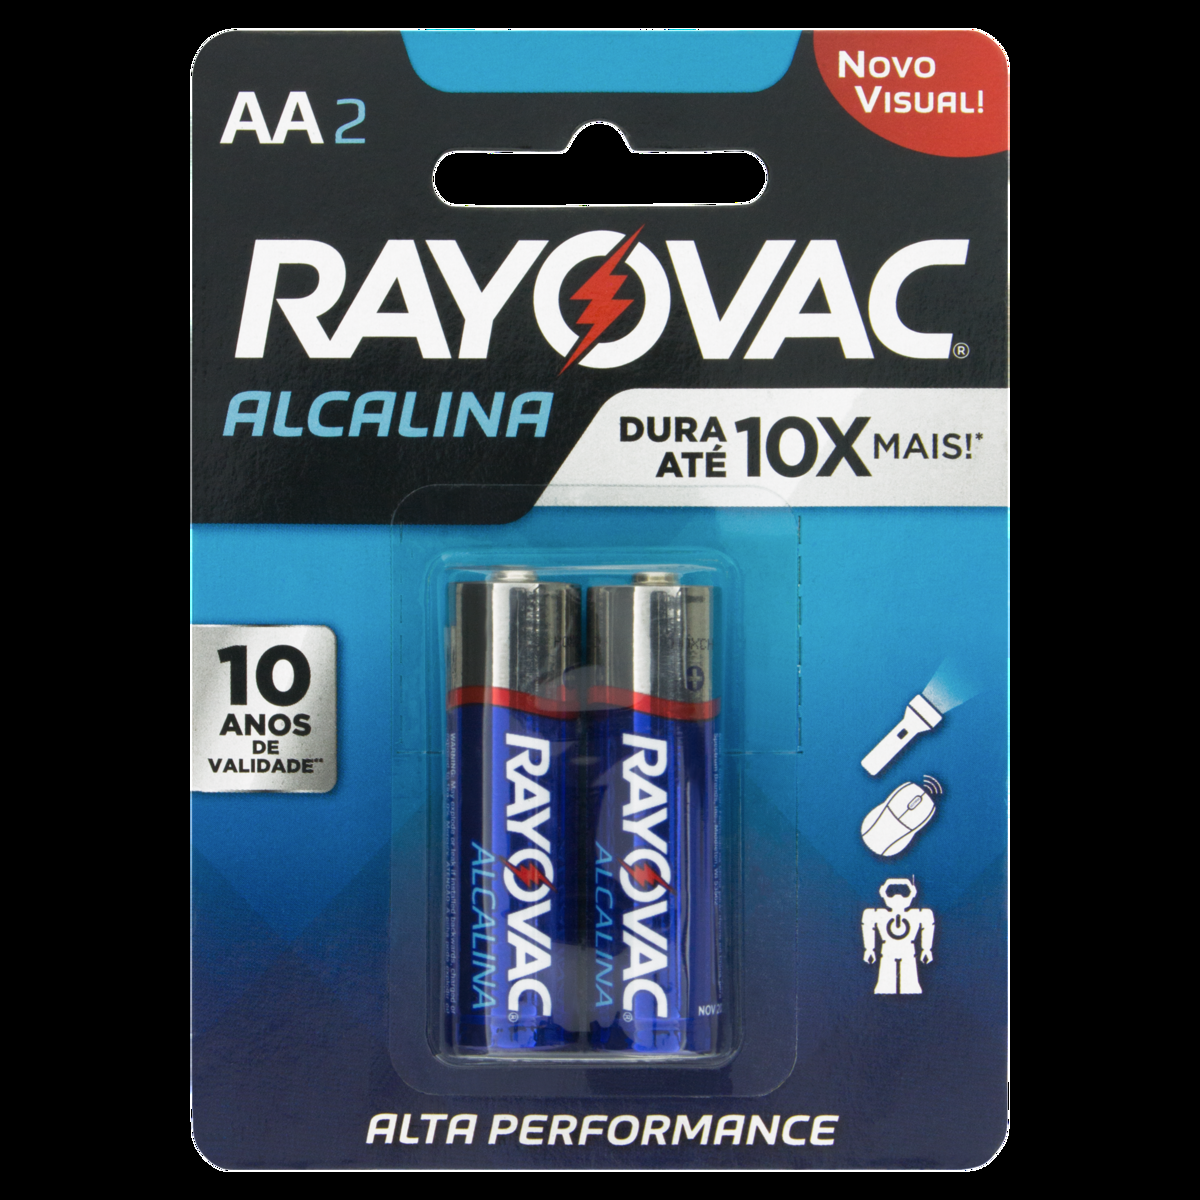 NOVO
VISUAL!
AA 2
RAYOVAC®
ALCALINA
DURA
ATÉ
10X MAIS!*
10
ANOS
DE
VALIDADE**
RAYOVAC®
ALCALINA
RAYOVAC®
ALCALINA
NOV
ALTA PERFORMANCE